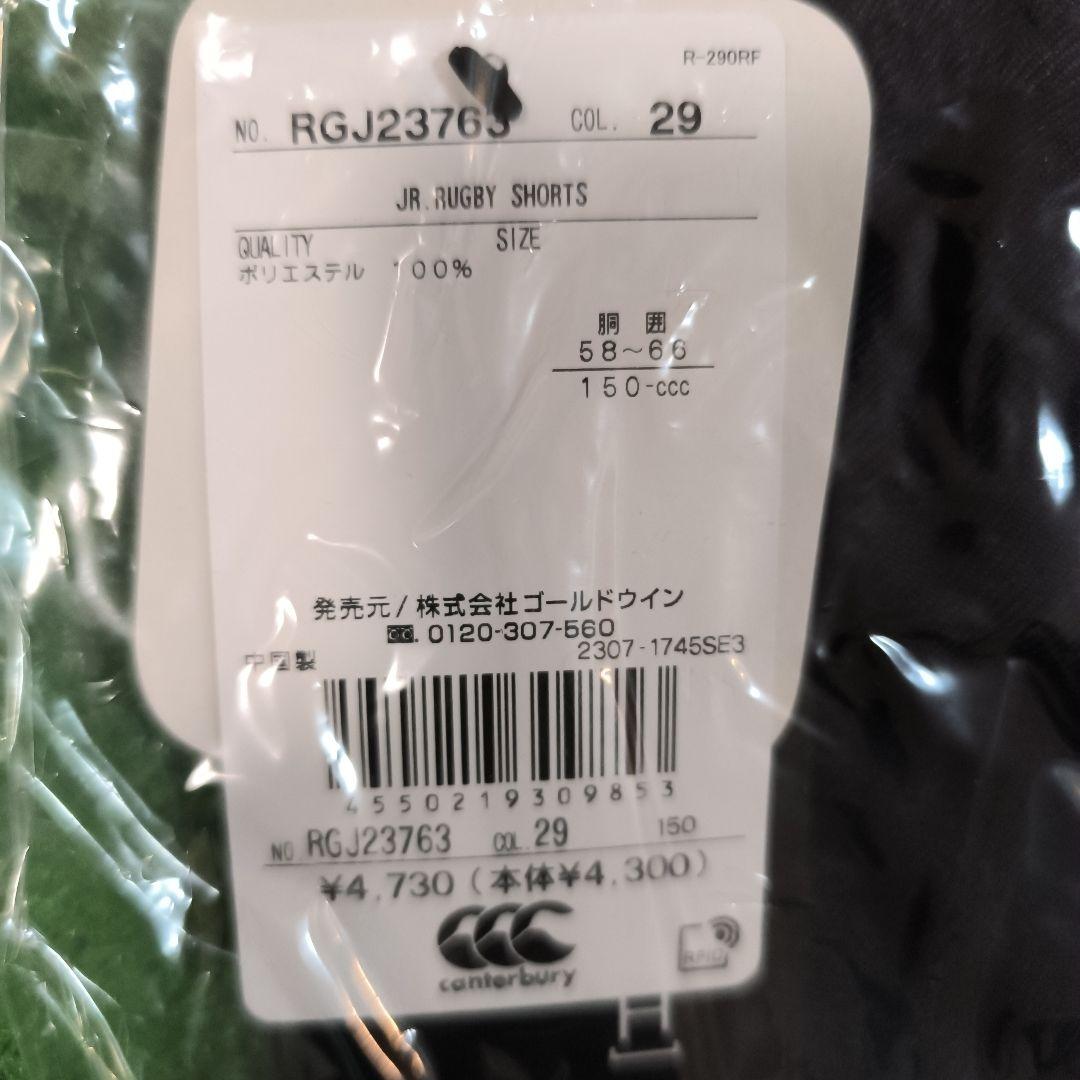 R-290RF
NO. RGJ23763 COL. 29
JR.RUGBY SHORTS
QUALITY SIZE
ポリエステル 100%
胴 囲
58~66
150-ccc
発売元/株式会社ゴールドウイン
0120-307-560
2307-1745SE3
中国製
4550219309853
NO. RGJ23763 COL. 29 150
¥4,730(本体¥4,300)
canterbury
RFID